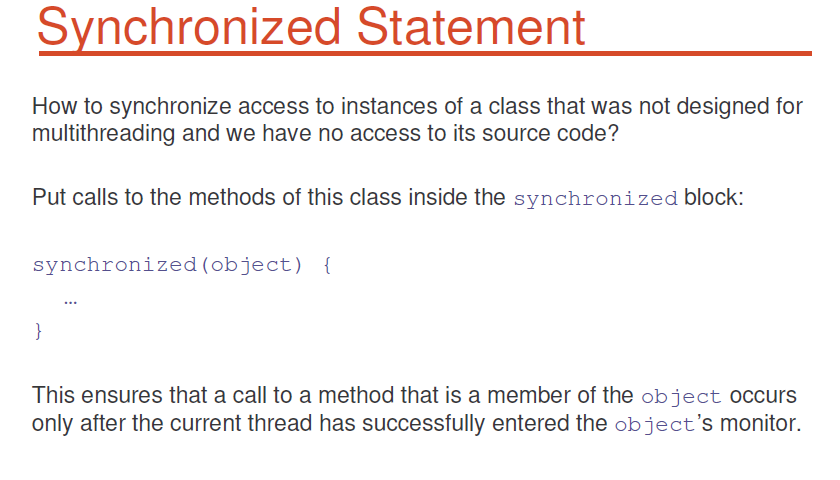 Synchronized Statement
How to synchronize access to instances of a class that was not designed for
multithreading and we have no access to its source code?
Put calls to the methods of this class inside the synchronized block:
synchronized(object) {
…
}
This ensures that a call to a method that is a member of the object occurs
only after the current thread has successfully entered the object’s monitor.